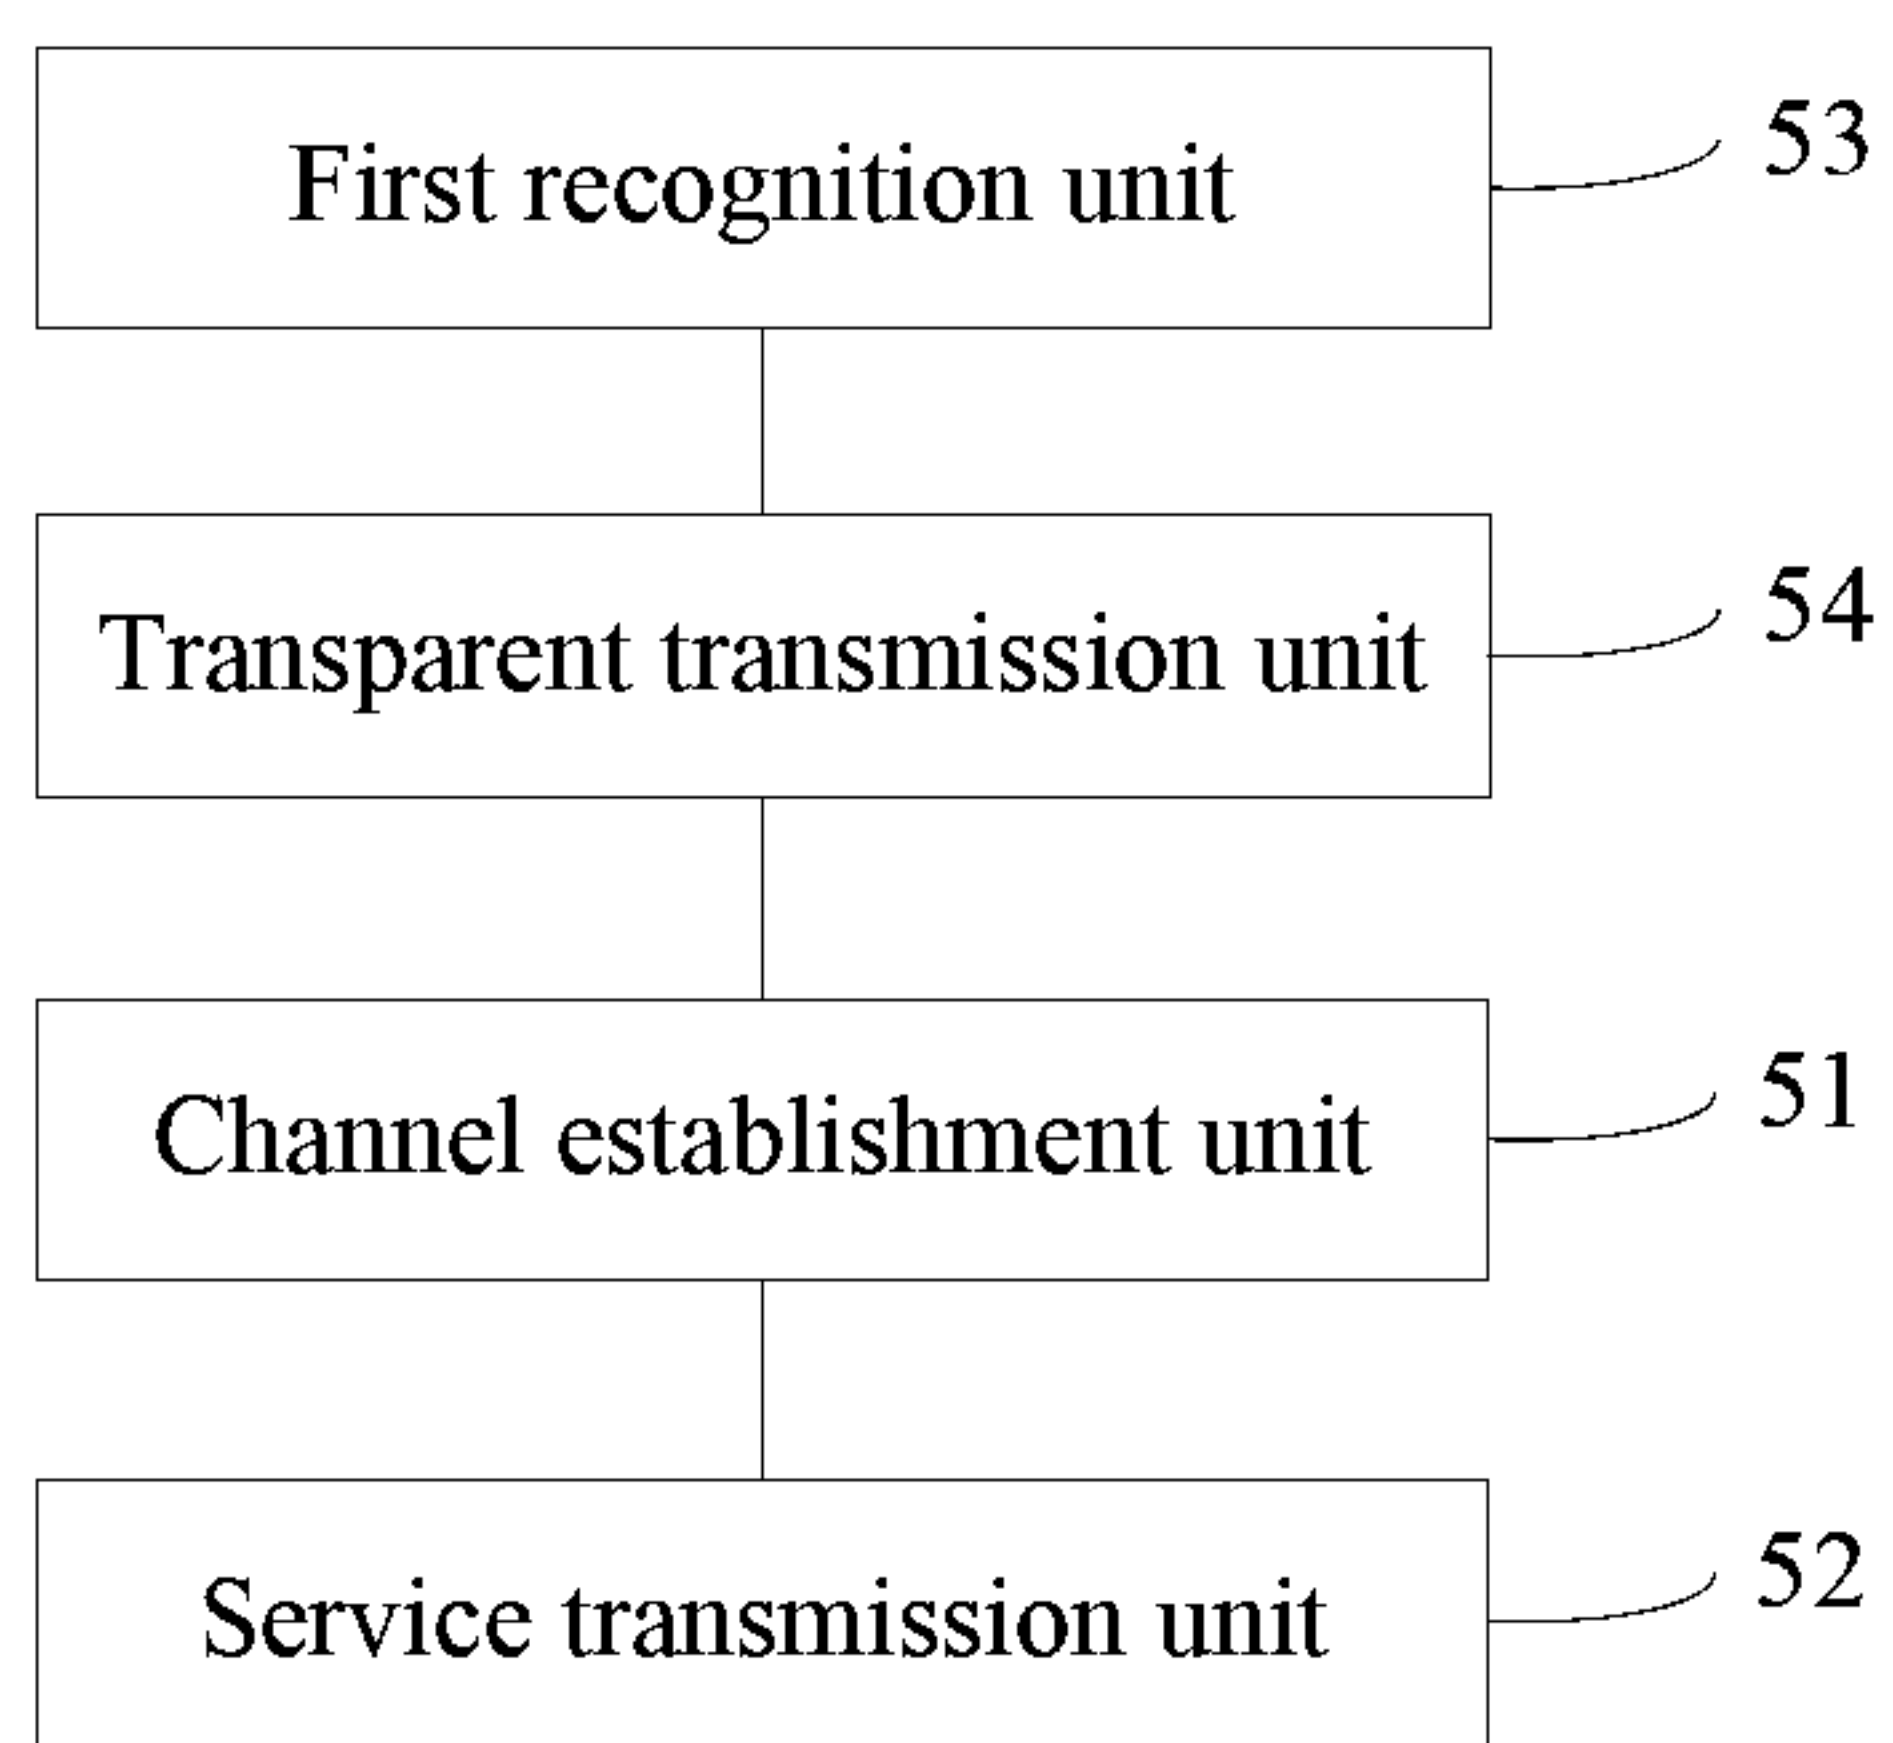 First recognition unit 53
Transparent transmission unit 54
Channel establishment unit 51
Service transmission unit 52